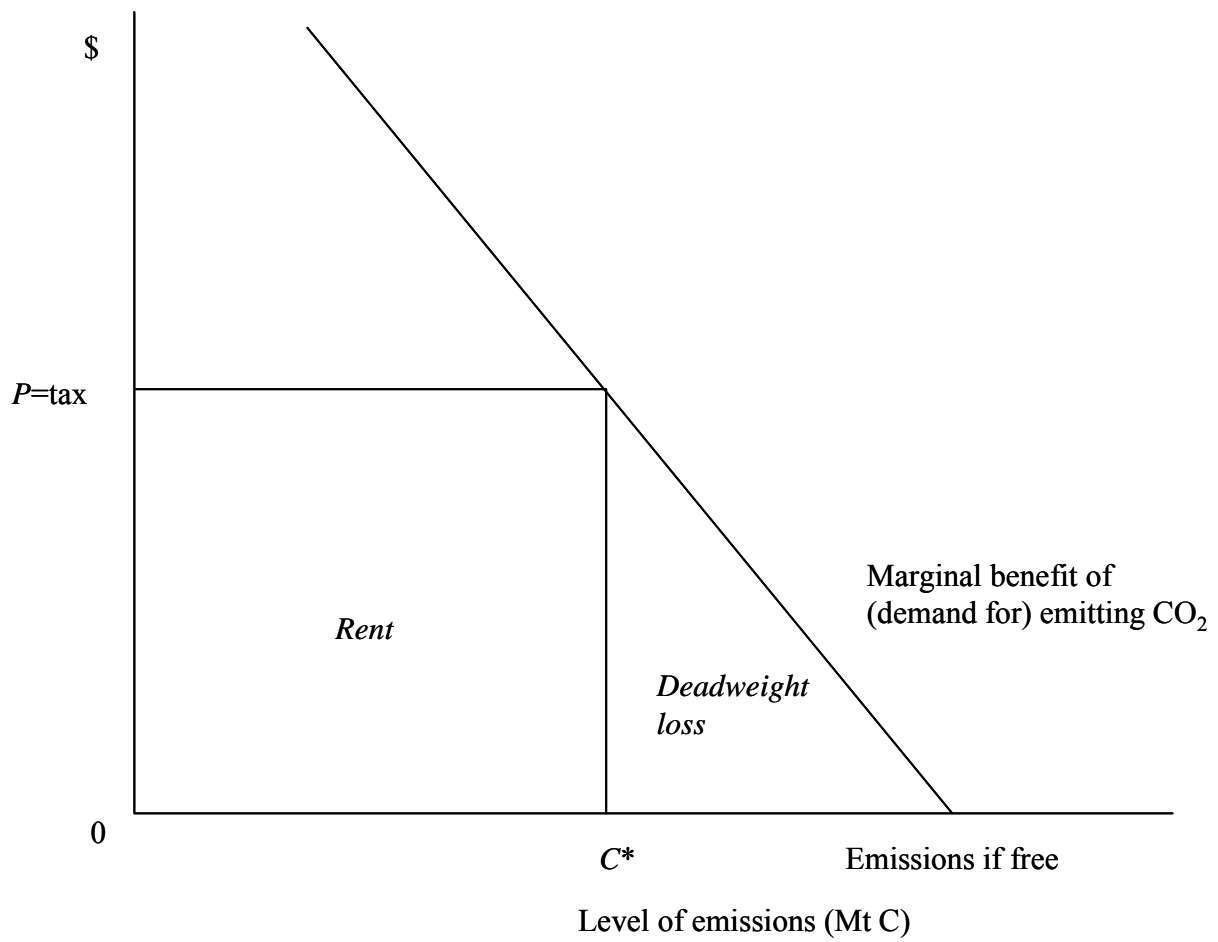 $
P=tax
Marginal benefit of
(demand for) emitting CO₂
Rent
Deadweight
loss
0
C*
Emissions if free
Level of emissions (Mt C)